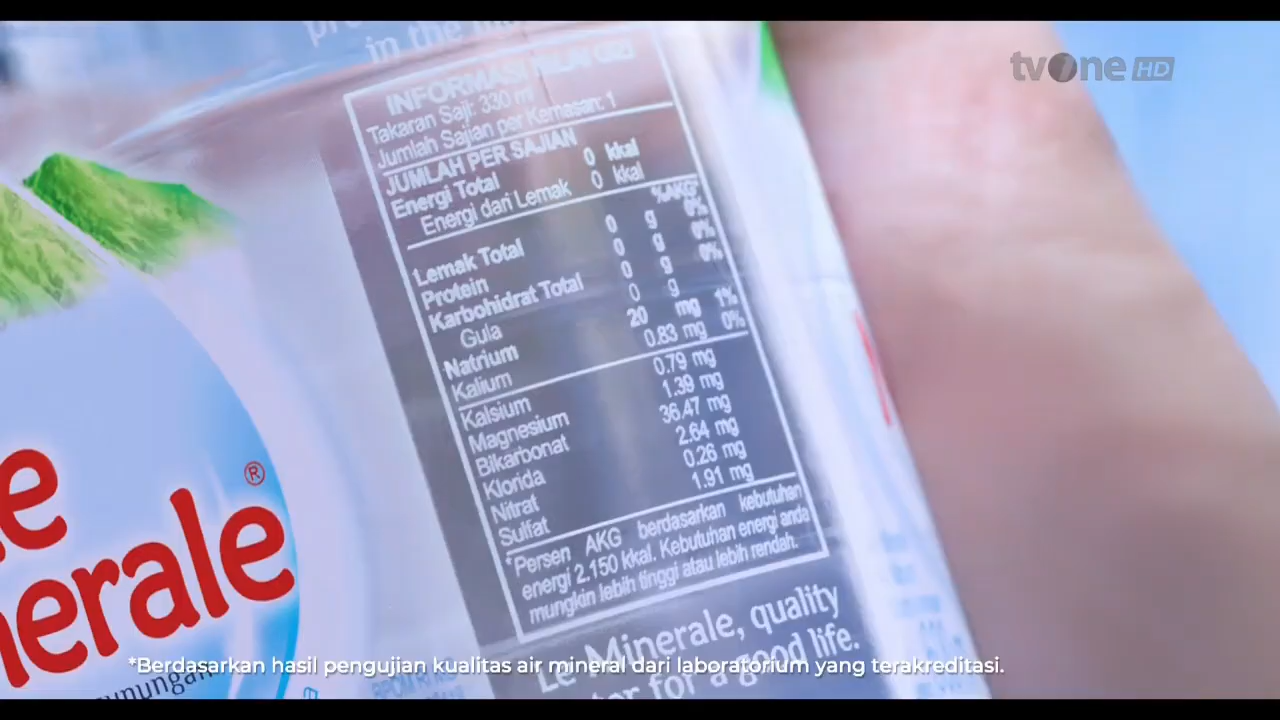 in the
tvOne HD
INFORMASI NILAI GIZI
Takaran Saji: 330 ml
Jumlah Sajian per Kemasan: 1
JUMLAH PER SAJIAN
Energi Total 0 kkal
Energi dari Lemak 0 kkal
%AKG*
Lemak Total 0 g 0%
Protein 0 g 0%
Karbohidrat Total 0 g 0%
Gula 0 g
Natrium 20 mg 1%
Kalium 0.83 mg 0%
Kalsium 0.79 mg
Magnesium 1.39 mg
Bikarbonat 36.47 mg
Klorida 2.64 mg
Nitrat 0.26 mg
Sulfat 1.91 mg
*Persen AKG berdasarkan kebutuhan
energi 2.150 kkal. Kebutuhan energi anda
mungkin lebih tinggi atau lebih rendah.
Le Minerale, quality
for a good life.
e
nerale®
*Berdasarkan hasil pengujian kualitas air mineral dari laboratorium yang terakreditasi.